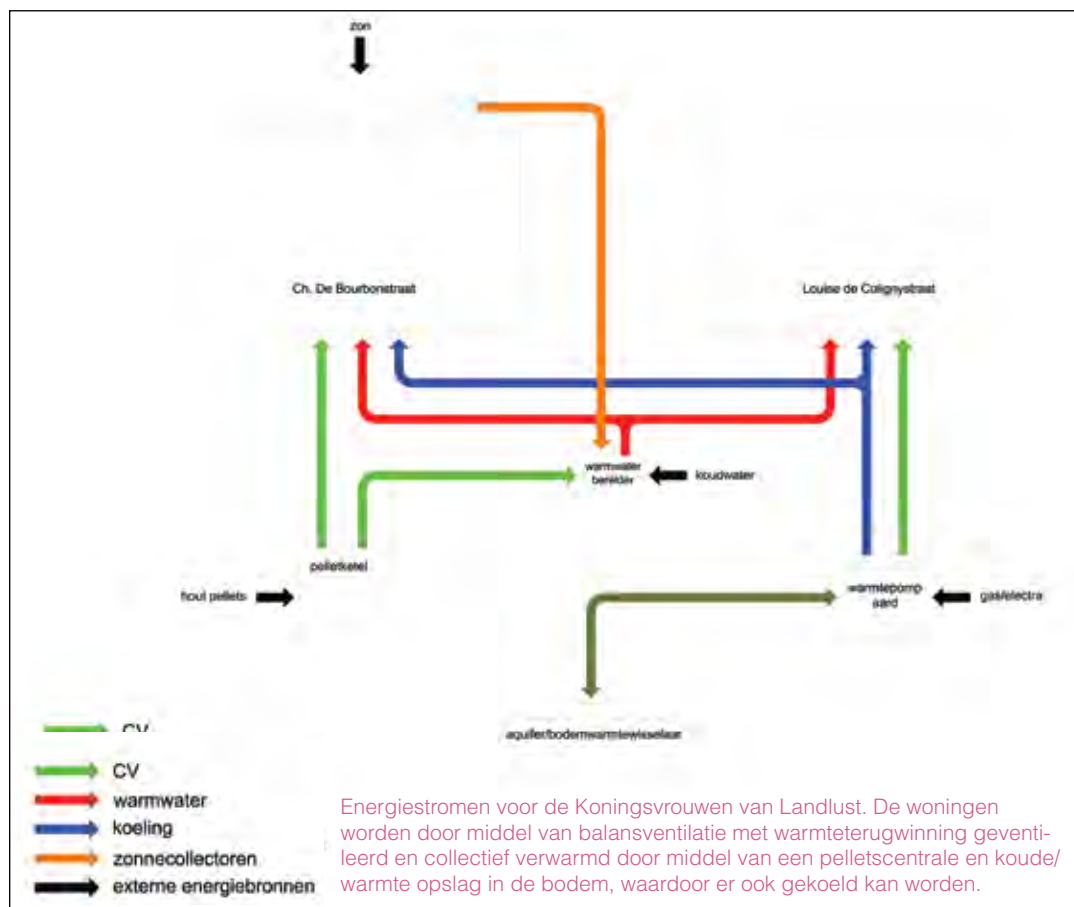 zon
Ch. De Bourbonstraat
Louise de Colignystraat
warmwater
bereider
koudwater
pelletketel
hout pellets
warmtepomp
aard
gas/electra
aquifer/bodemwarmtewisselaar
CV
CV
warmwater
koeling
zonnecollectoren
externe energiebronnen
Energiestromen voor de Koningsvrouwen van Landlust. De woningen
worden door middel van balansventilatie met warmteterugwinning geventi-
leerd en collectief verwarmd door middel van een pelletscentrale en koude/
warmte opslag in de bodem, waardoor er ook gekoeld kan worden.